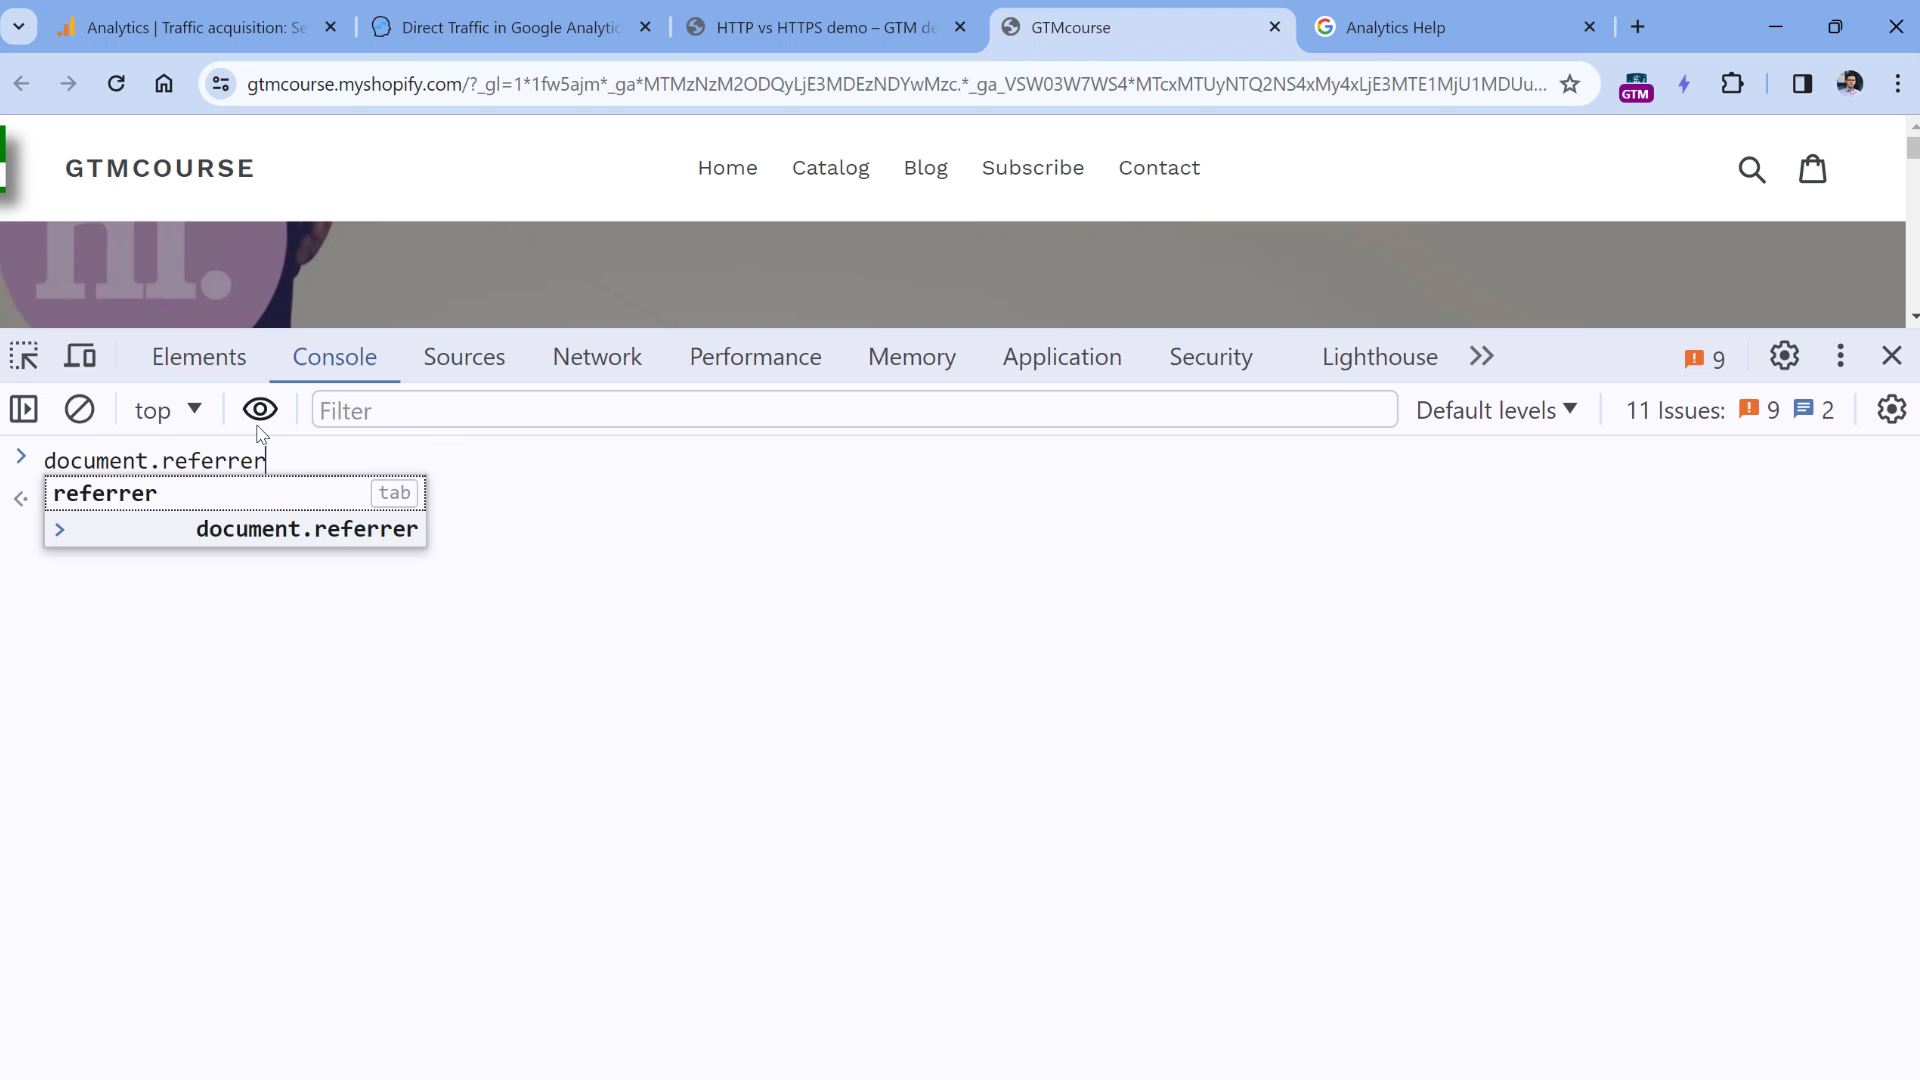 Analytics | Traffic acquisition: Se
Direct Traffic in Google Analytic
HTTP vs HTTPS demo – GTM de
GTMcourse
Analytics Help
gtmcourse.myshopify.com/?_gl=1*1fw5ajm*_ga*MTMzNzM2ODQyLjE3MDEzNDYwMzc.*_ga_VSW03W7WS4*MTcxMTUyNTQ2NS4xMy4xLjE3MTE1MjU1MDUu...
GTM
GTMCOURSE
Home
Catalog
Blog
Subscribe
Contact
hi.
Elements
Console
Sources
Network
Performance
Memory
Application
Security
Lighthouse
9
top
Filter
Default levels
11 Issues: 9 2
document.referrer
referrer
tab
document.referrer